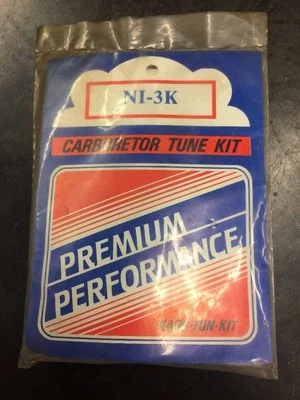 NI-3K
CARBURETOR TUNE KIT
PREMIUM
PERFORMANCE